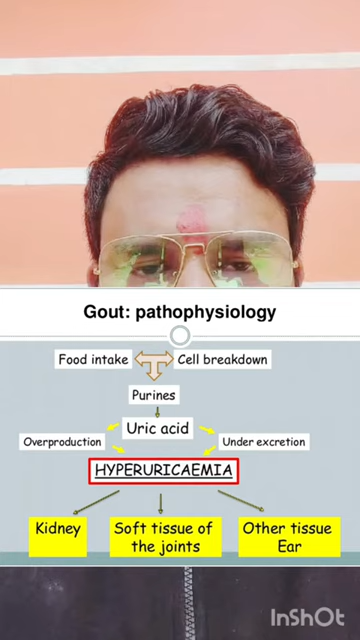 Gout: pathophysiology
Food intake
Cell breakdown
Purines
Uric acid
Overproduction
Under excretion
HYPERURICAEMIA
Kidney
Soft tissue of
the joints
Other tissue
Ear
InShOt